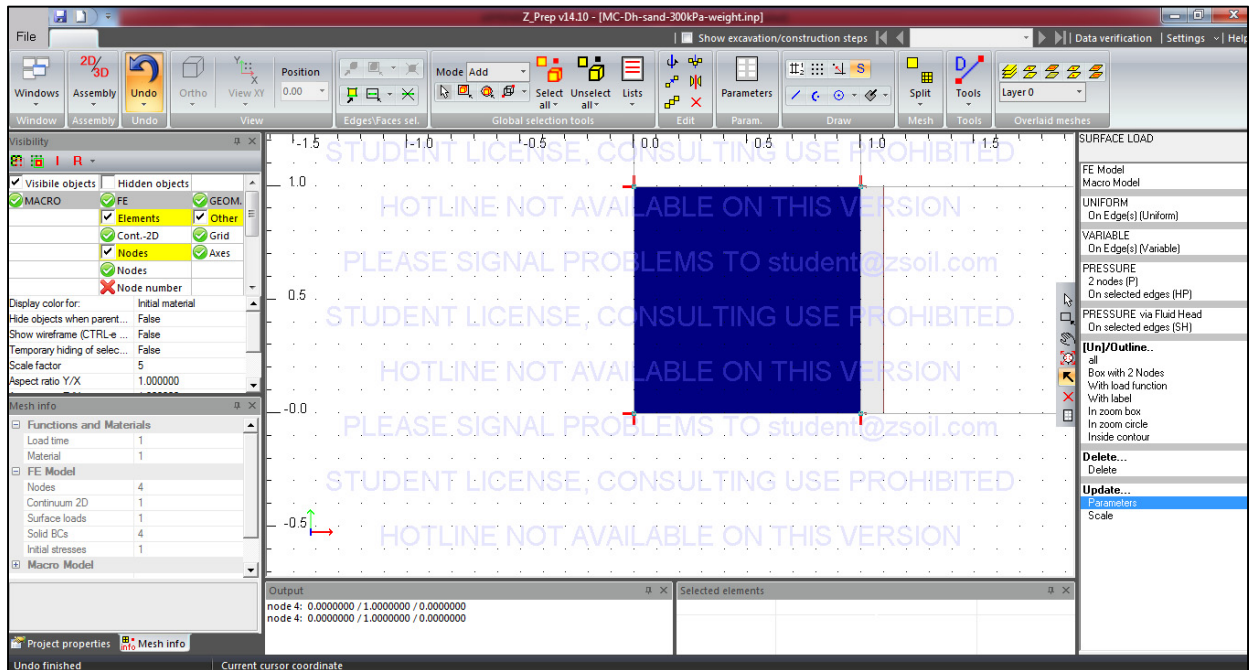 Z_Prep v14.10 - [MC-Dh-sand-300kPa-weight.inp]
File
Show excavation/construction steps
Data verification
Settings
Help
Windows
2D/3D
Assembly
Undo
Ortho
View XY
Position
0.00
Mode Add
Select all
Unselect all
Lists
Parameters
Split
Tools
Layer 0
Window
Assembly
Undo
View
Edges\Faces sel.
Global selection tools
Edit
Param.
Draw
Mesh
Tools
Overlaid meshes
Visibility
I R
Visibile objects Hidden objects
MACRO FE GEOM.
Elements Other
Cont.-2D Grid
Nodes Axes
Nodes
Node number
Display color for: Initial material
Hide objects when parent... False
Show wireframe (CTRL-e ... False
Temporary hiding of selec... False
Scale factor 5
Aspect ratio Y/X 1.000000
Mesh info
Functions and Materials
Load time 1
Material 1
FE Model
Nodes 4
Continuum 2D 1
Surface loads 1
Solid BCs 4
Initial stresses 1
Macro Model
Project properties Mesh info
Undo finished
Current cursor coordinate
-1.5 -1.0 -0.5 0.0 0.5 1.0 1.5
1.0
0.5
-0.0
-0.5
STUDENT LICENSE, CONSULTING USE PROHIBITED.
HOTLINE NOT AVAILABLE ON THIS VERSION
PLEASE SIGNAL PROBLEMS TO student@zsoil.com
STUDENT LICENSE, CONSULTING USE PROHIBITED.
HOTLINE NOT AVAILABLE ON THIS VERSION
PLEASE SIGNAL PROBLEMS TO student@zsoil.com
STUDENT LICENSE, CONSULTING USE PROHIBITED.
HOTLINE NOT AVAILABLE ON THIS VERSION
Output
node 4: 0.0000000 / 1.0000000 / 0.0000000
node 4: 0.0000000 / 1.0000000 / 0.0000000
Selected elements
SURFACE LOAD
FE Model
Macro Model
UNIFORM
On Edge(s) (Uniform)
VARIABLE
On Edge(s) (Variable)
PRESSURE
2 nodes (P)
On selected edges (HP)
PRESSURE via Fluid Head
On selected edges (SH)
[Un]/Outline..
all
Box with 2 Nodes
With load function
With label
In zoom box
In zoom circle
Inside contour
Delete...
Delete
Update...
Parameters
Scale